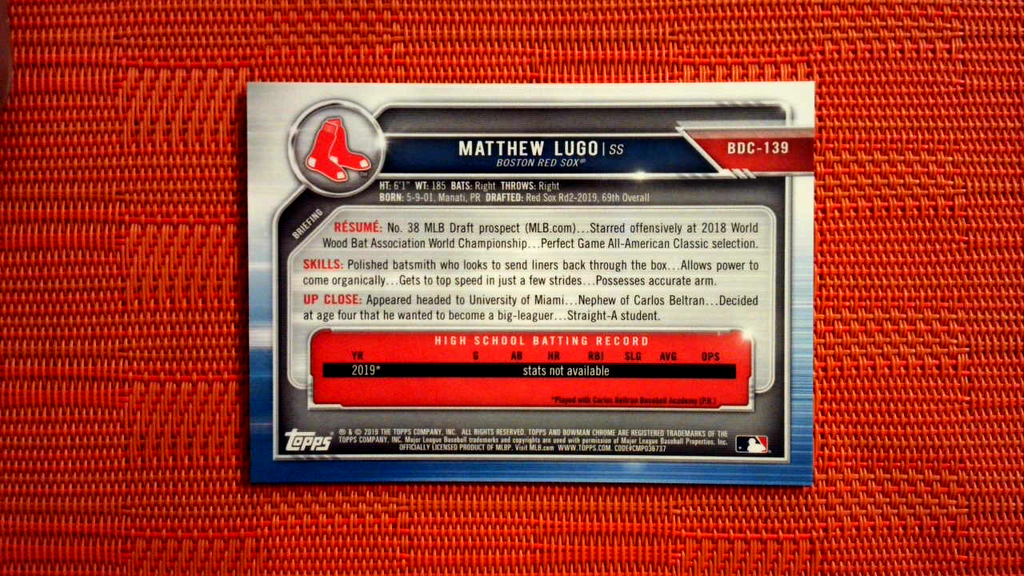 MATTHEW LUGO | SS
BOSTON RED SOX®
BDC-139
HT: 6'1" WT: 185 BATS: Right THROWS: Right
BORN: 5-9-01, Manati, PR DRAFTED: Red Sox Rd2-2019, 69th Overall
BRIEFING
RÉSUMÉ: No. 38 MLB Draft prospect (MLB.com)...Starred offensively at 2018 World
Wood Bat Association World Championship...Perfect Game All-American Classic selection.
SKILLS: Polished batsmith who looks to send liners back through the box...Allows power to
come organically...Gets to top speed in just a few strides...Possesses accurate arm.
UP CLOSE: Appeared headed to University of Miami...Nephew of Carlos Beltran...Decided
at age four that he wanted to become a big-leaguer...Straight-A student.
HIGH SCHOOL BATTING RECORD
YR G AB HR RBI SLG AVG OPS
2019* stats not available
*Played with Carlos Beltran Baseball Academy (P.R.)
Topps
® & © 2019 THE TOPPS COMPANY, INC. ALL RIGHTS RESERVED. TOPPS AND BOWMAN CHROME ARE REGISTERED TRADEMARKS OF THE
TOPPS COMPANY, INC. Major League Baseball trademarks and copyrights are used with permission of Major League Baseball Properties, Inc.
OFFICIALLY LICENSED PRODUCT OF MLBP. Visit MLB.com WWW.TOPPS.COM. CODE#CMP036737